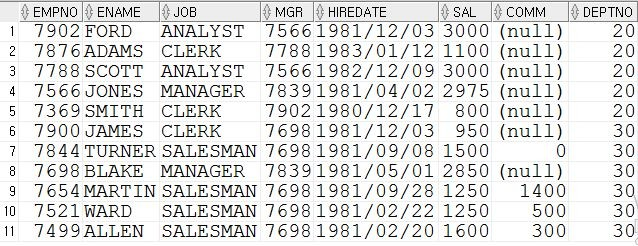 EMPNO ENAME JOB MGR HIREDATE SAL COMM DEPTNO
1 7902 FORD ANALYST 7566 1981/12/03 3000 (null) 20
2 7876 ADAMS CLERK 7788 1983/01/12 1100 (null) 20
3 7788 SCOTT ANALYST 7566 1982/12/09 3000 (null) 20
4 7566 JONES MANAGER 7839 1981/04/02 2975 (null) 20
5 7369 SMITH CLERK 7902 1980/12/17 800 (null) 20
6 7900 JAMES CLERK 7698 1981/12/03 950 (null) 30
7 7844 TURNER SALESMAN 7698 1981/09/08 1500 0 30
8 7698 BLAKE MANAGER 7839 1981/05/01 2850 (null) 30
9 7654 MARTIN SALESMAN 7698 1981/09/28 1250 1400 30
10 7521 WARD SALESMAN 7698 1981/02/22 1250 500 30
11 7499 ALLEN SALESMAN 7698 1981/02/20 1600 300 30